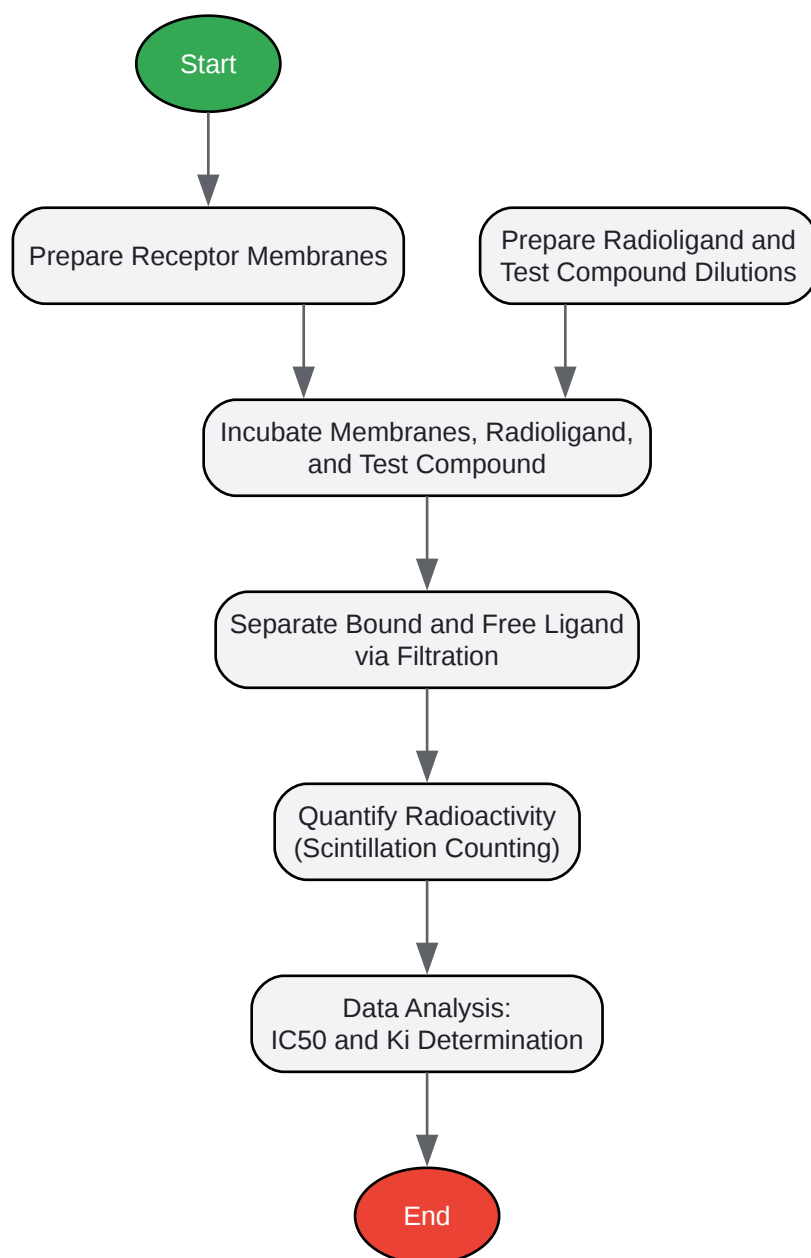 Start
Prepare Receptor Membranes
Prepare Radioligand and
Test Compound Dilutions
Incubate Membranes, Radioligand,
and Test Compound
Separate Bound and Free Ligand
via Filtration
Quantify Radioactivity
(Scintillation Counting)
Data Analysis:
IC50 and Ki Determination
End